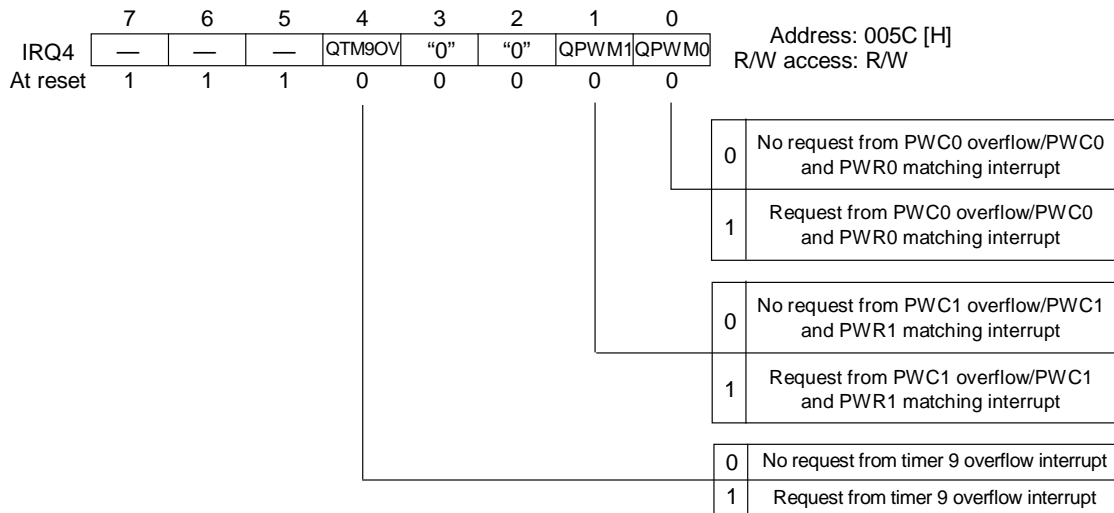 7 6 5 4 3 2 1 0
IRQ4 — — — QTM9OV “0” “0” QPWM1 QPWM0
At reset 1 1 1 0 0 0 0 0
Address: 005C [H]
R/W access: R/W
0 No request from PWC0 overflow/PWC0
and PWR0 matching interrupt
1 Request from PWC0 overflow/PWC0
and PWR0 matching interrupt
0 No request from PWC1 overflow/PWC1
and PWR1 matching interrupt
1 Request from PWC1 overflow/PWC1
and PWR1 matching interrupt
0 No request from timer 9 overflow interrupt
1 Request from timer 9 overflow interrupt